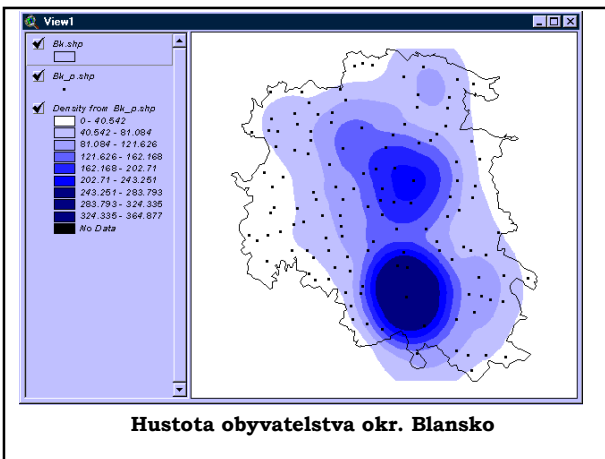 View1
Bk.shp
Bk_p.shp
Density from Bk_p.shp
0 - 40.542
40.542 - 81.084
81.084 - 121.626
121.626 - 162.168
162.168 - 202.71
202.71 - 243.251
243.251 - 283.793
283.793 - 324.335
324.335 - 364.877
No Data
Hustota obyvatelstva okr. Blansko